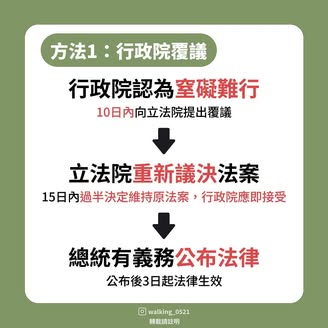 方法1：行政院覆議
行政院認為窒礙難行
10日內向立法院提出覆議
立法院重新議決法案
15日內過半決定維持原法案，行政院應即接受
總統有義務公布法律
公布後3日起法律生效
walking_0521
轉載請註明